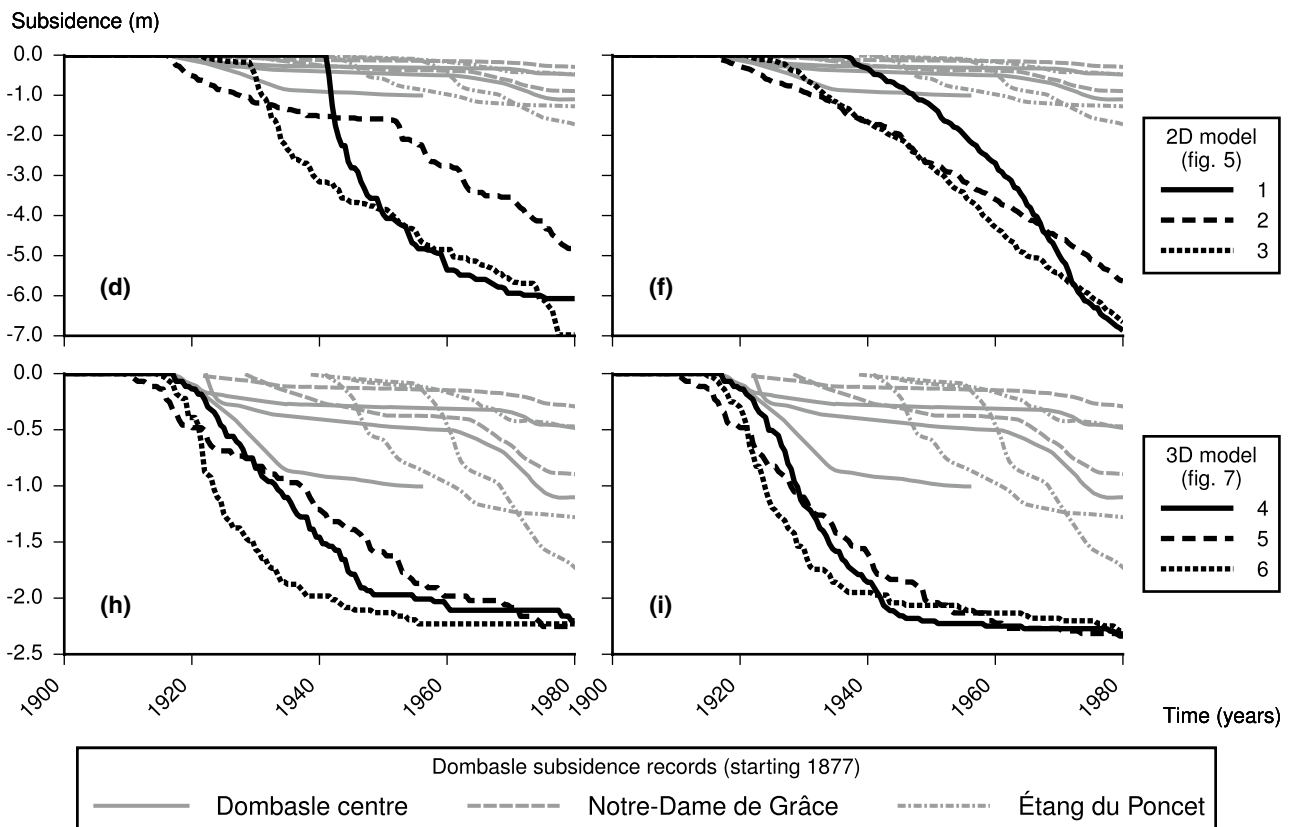 Subsidence (m)
0.0
-1.0
-2.0
-3.0
-4.0
-5.0
-6.0
-7.0
(d)
(f)
2D model
(fig. 5)
1
2
3
0.0
-0.5
-1.0
-1.5
-2.0
-2.5
(h)
(i)
3D model
(fig. 7)
4
5
6
1900
1920
1940
1960
1980
1900
1920
1940
1960
1980
Time (years)
Dombasle subsidence records (starting 1877)
Dombasle centre
Notre-Dame de Grâce
Étang du Poncet